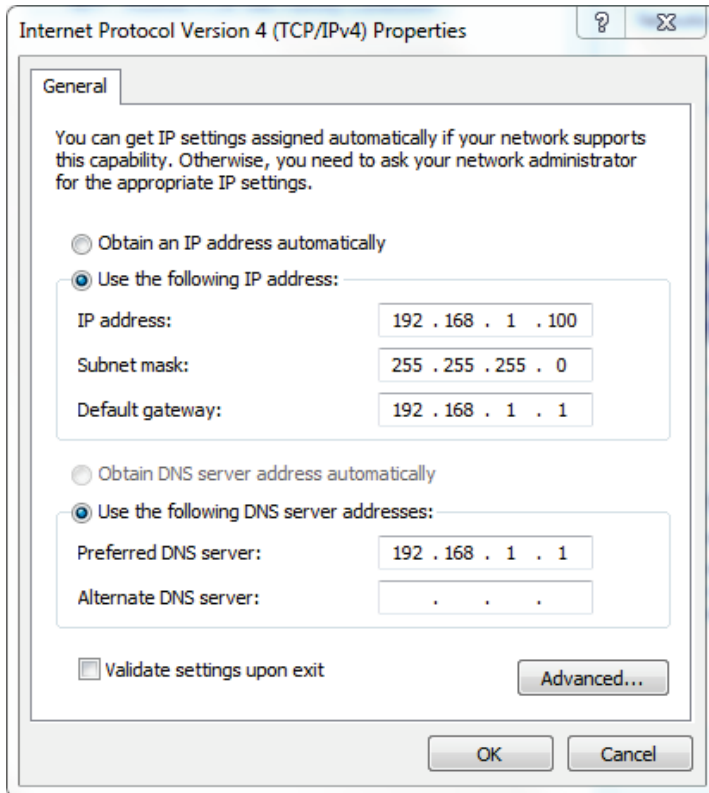 Internet Protocol Version 4 (TCP/IPv4) Properties
?
General
You can get IP settings assigned automatically if your network supports
this capability. Otherwise, you need to ask your network administrator
for the appropriate IP settings.
Obtain an IP address automatically
Use the following IP address:
IP address: 192 . 168 . 1 . 100
Subnet mask: 255 . 255 . 255 . 0
Default gateway: 192 . 168 . 1 . 1
Obtain DNS server address automatically
Use the following DNS server addresses:
Preferred DNS server: 192 . 168 . 1 . 1
Alternate DNS server: . . .
Validate settings upon exit
Advanced...
OK Cancel